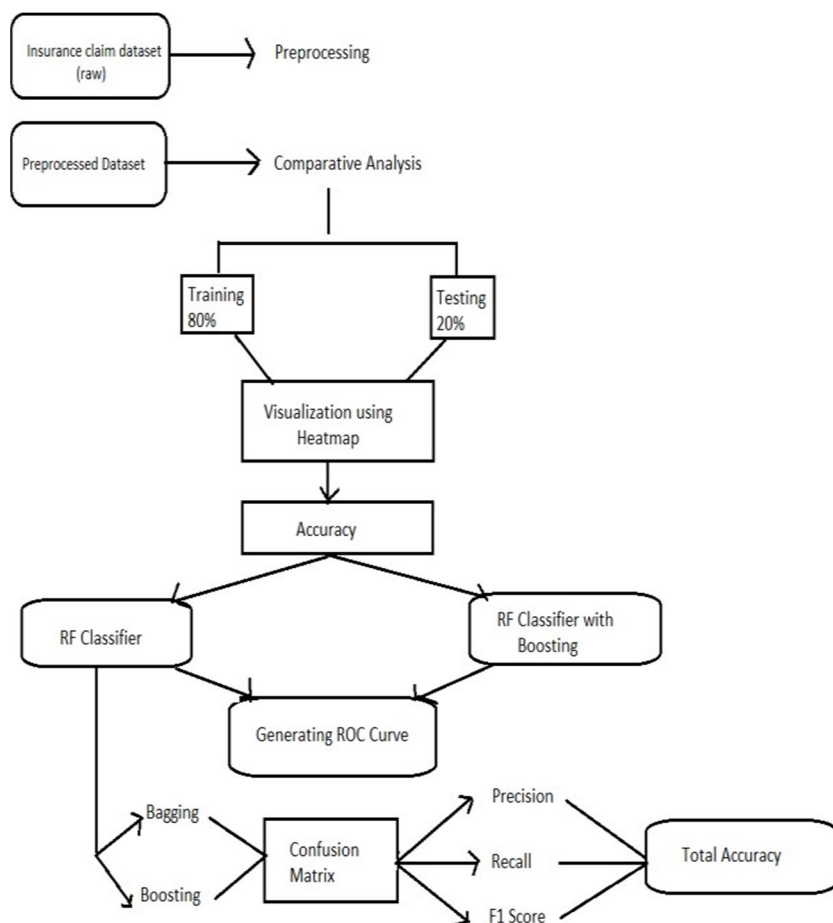 Insurance claim dataset
(raw)
Preprocessing
Preprocessed Dataset
Comparative Analysis
Training
80%
Testing
20%
Visualization using
Heatmap
Accuracy
RF Classifier
RF Classifier with
Boosting
Generating ROC Curve
Bagging
Boosting
Confusion
Matrix
Precision
Recall
F1 Score
Total Accuracy